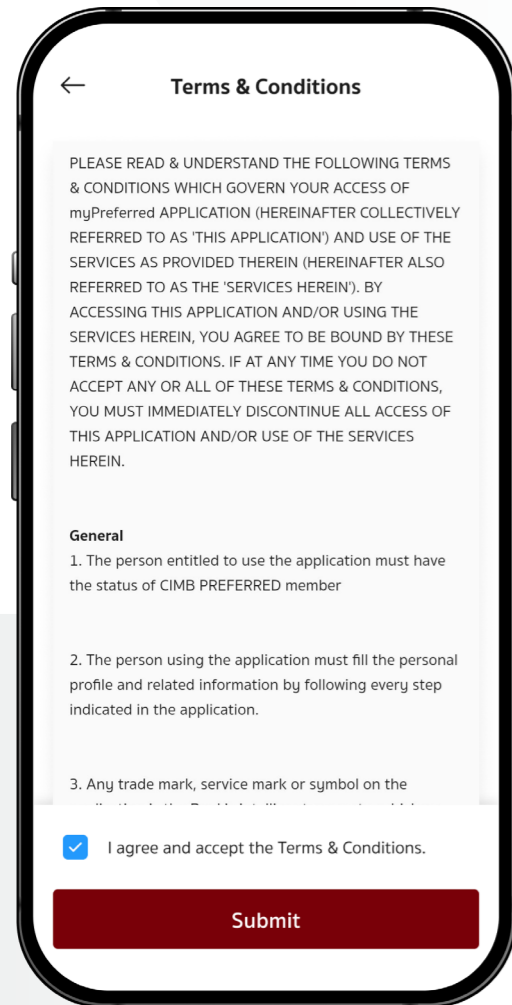 Terms & Conditions
PLEASE READ & UNDERSTAND THE FOLLOWING TERMS
& CONDITIONS WHICH GOVERN YOUR ACCESS OF
myPreferred APPLICATION (HEREINAFTER COLLECTIVELY
REFERRED TO AS 'THIS APPLICATION') AND USE OF THE
SERVICES AS PROVIDED THEREIN (HEREINAFTER ALSO
REFERRED TO AS THE 'SERVICES HEREIN'). BY
ACCESSING THIS APPLICATION AND/OR USING THE
SERVICES HEREIN, YOU AGREE TO BE BOUND BY THESE
TERMS & CONDITIONS. IF AT ANY TIME YOU DO NOT
ACCEPT ANY OR ALL OF THESE TERMS & CONDITIONS,
YOU MUST IMMEDIATELY DISCONTINUE ALL ACCESS OF
THIS APPLICATION AND/OR USE OF THE SERVICES
HEREIN.
General
1. The person entitled to use the application must have
the status of CIMB PREFERRED member
2. The person using the application must fill the personal
profile and related information by following every step
indicated in the application.
3. Any trade mark, service mark or symbol on the
I agree and accept the Terms & Conditions.
Submit